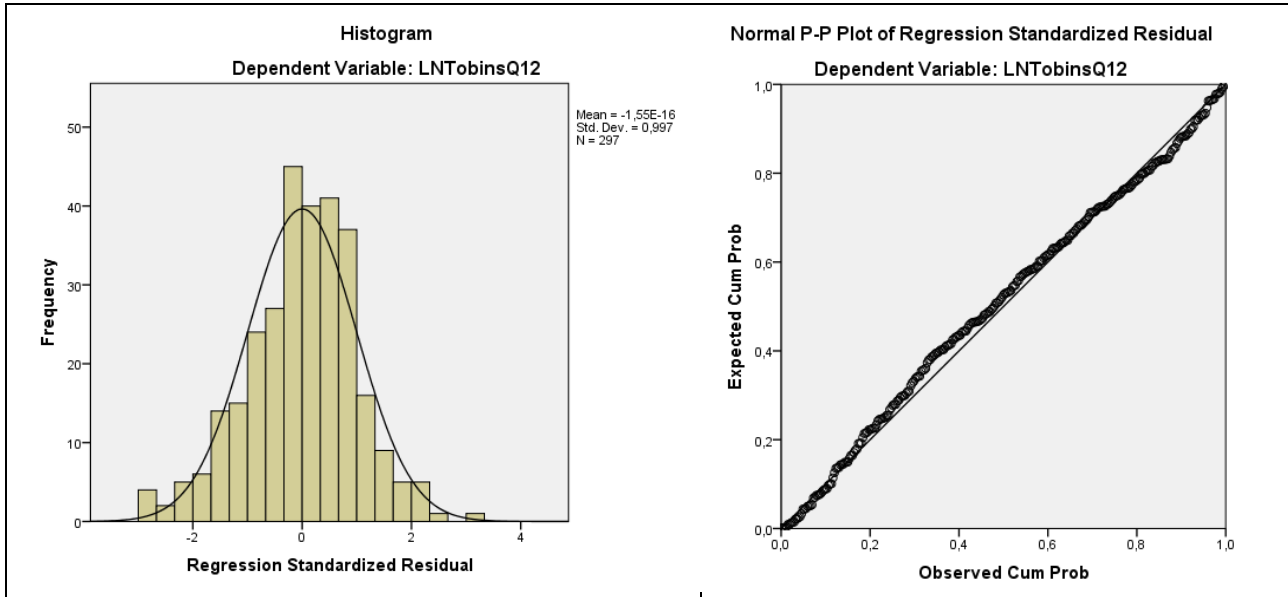 Histogram
Dependent Variable: LNTobinsQ12
Mean = -1,55E-16
Std. Dev. = 0,997
N = 297
50
40
30
20
10
0
Frequency
-2
0
2
4
Regression Standardized Residual
Normal P-P Plot of Regression Standardized Residual
Dependent Variable: LNTobinsQ12
1,0
0,8
0,6
0,4
0,2
0,0
Expected Cum Prob
0,0
0,2
0,4
0,6
0,8
1,0
Observed Cum Prob